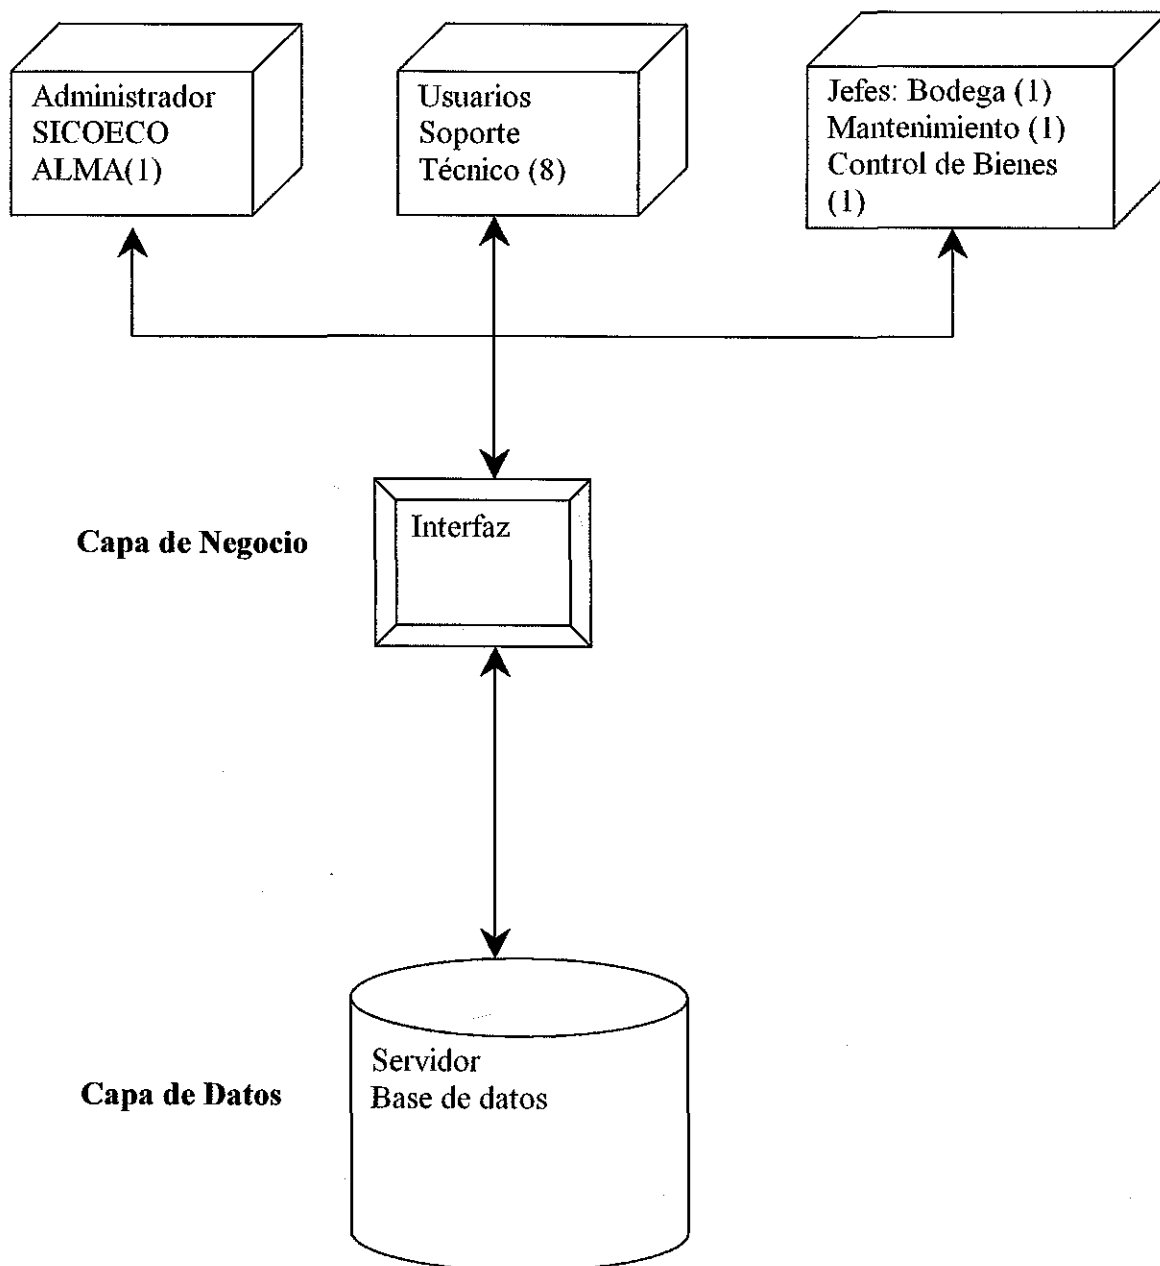 Administrador
SICOECO
ALMA(1)
Usuarios
Soporte
Técnico (8)
Jefes: Bodega (1)
Mantenimiento (1)
Control de Bienes
(1)
Capa de Negocio
Interfaz
Capa de Datos
Servidor
Base de datos